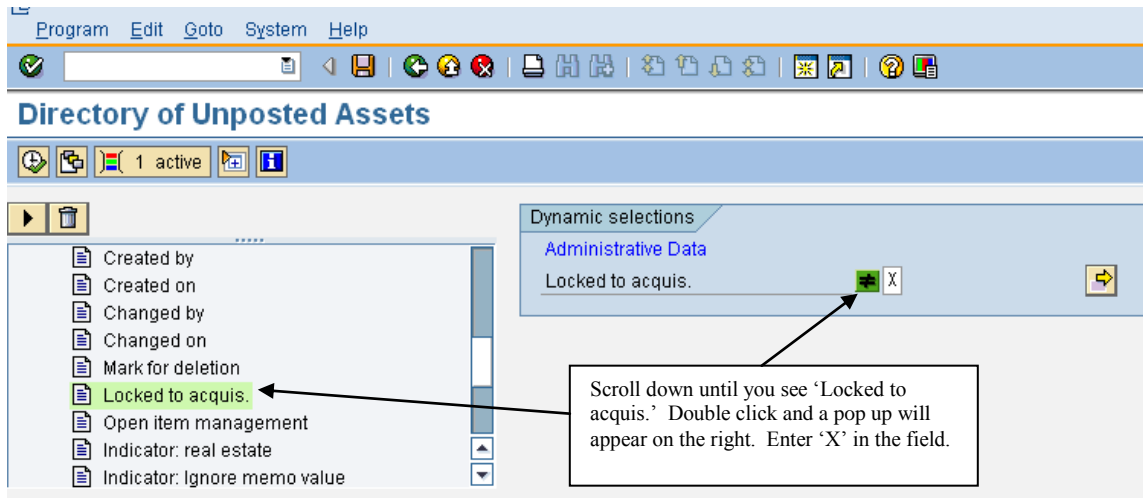 Program Edit Goto System Help
Directory of Unposted Assets
1 active
Dynamic selections
Administrative Data
Locked to acquis. X
Created by
Created on
Changed by
Changed on
Mark for deletion
Locked to acquis.
Open item management
Indicator: real estate
Indicator: Ignore memo value
Scroll down until you see ‘Locked to
acquis.’ Double click and a pop up will
appear on the right. Enter ‘X’ in the field.